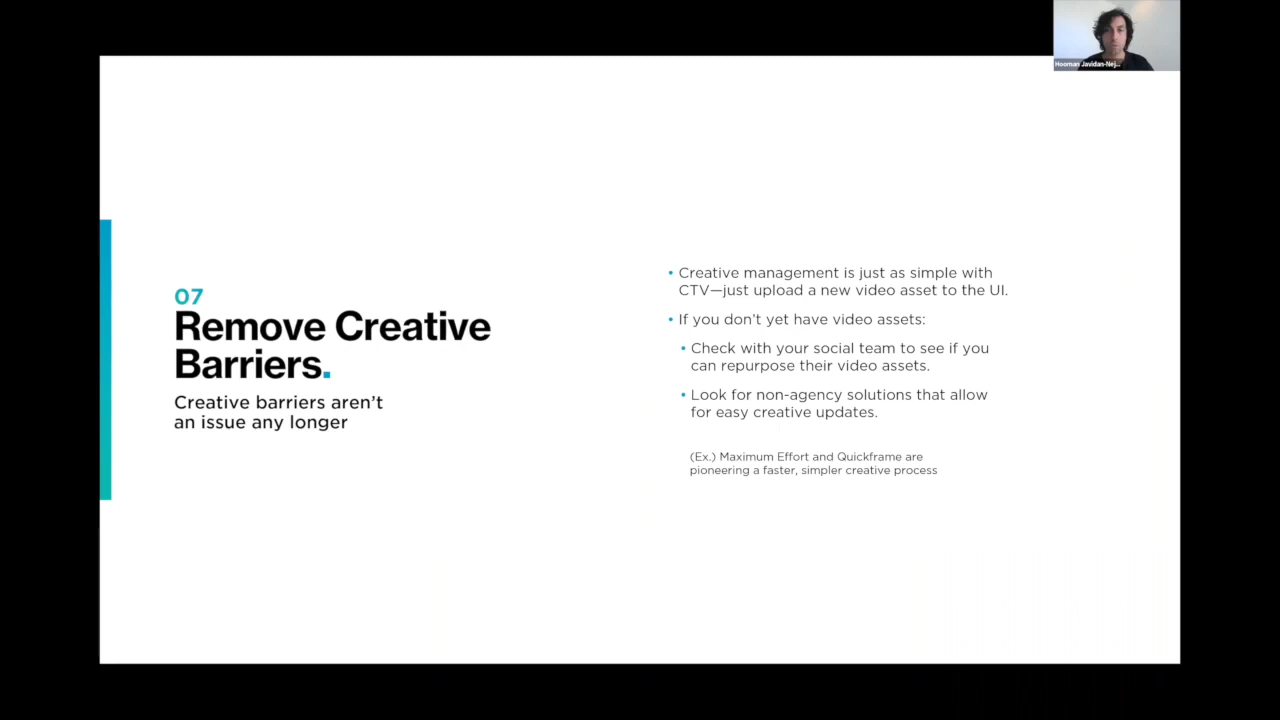 Hooman Javidan-Nej...
07
Remove Creative
Barriers.
Creative barriers aren't
an issue any longer
• Creative management is just as simple with
CTV—just upload a new video asset to the UI.
• If you don't yet have video assets:
• Check with your social team to see if you
can repurpose their video assets.
• Look for non-agency solutions that allow
for easy creative updates.
(Ex.) Maximum Effort and Quickframe are
pioneering a faster, simpler creative process